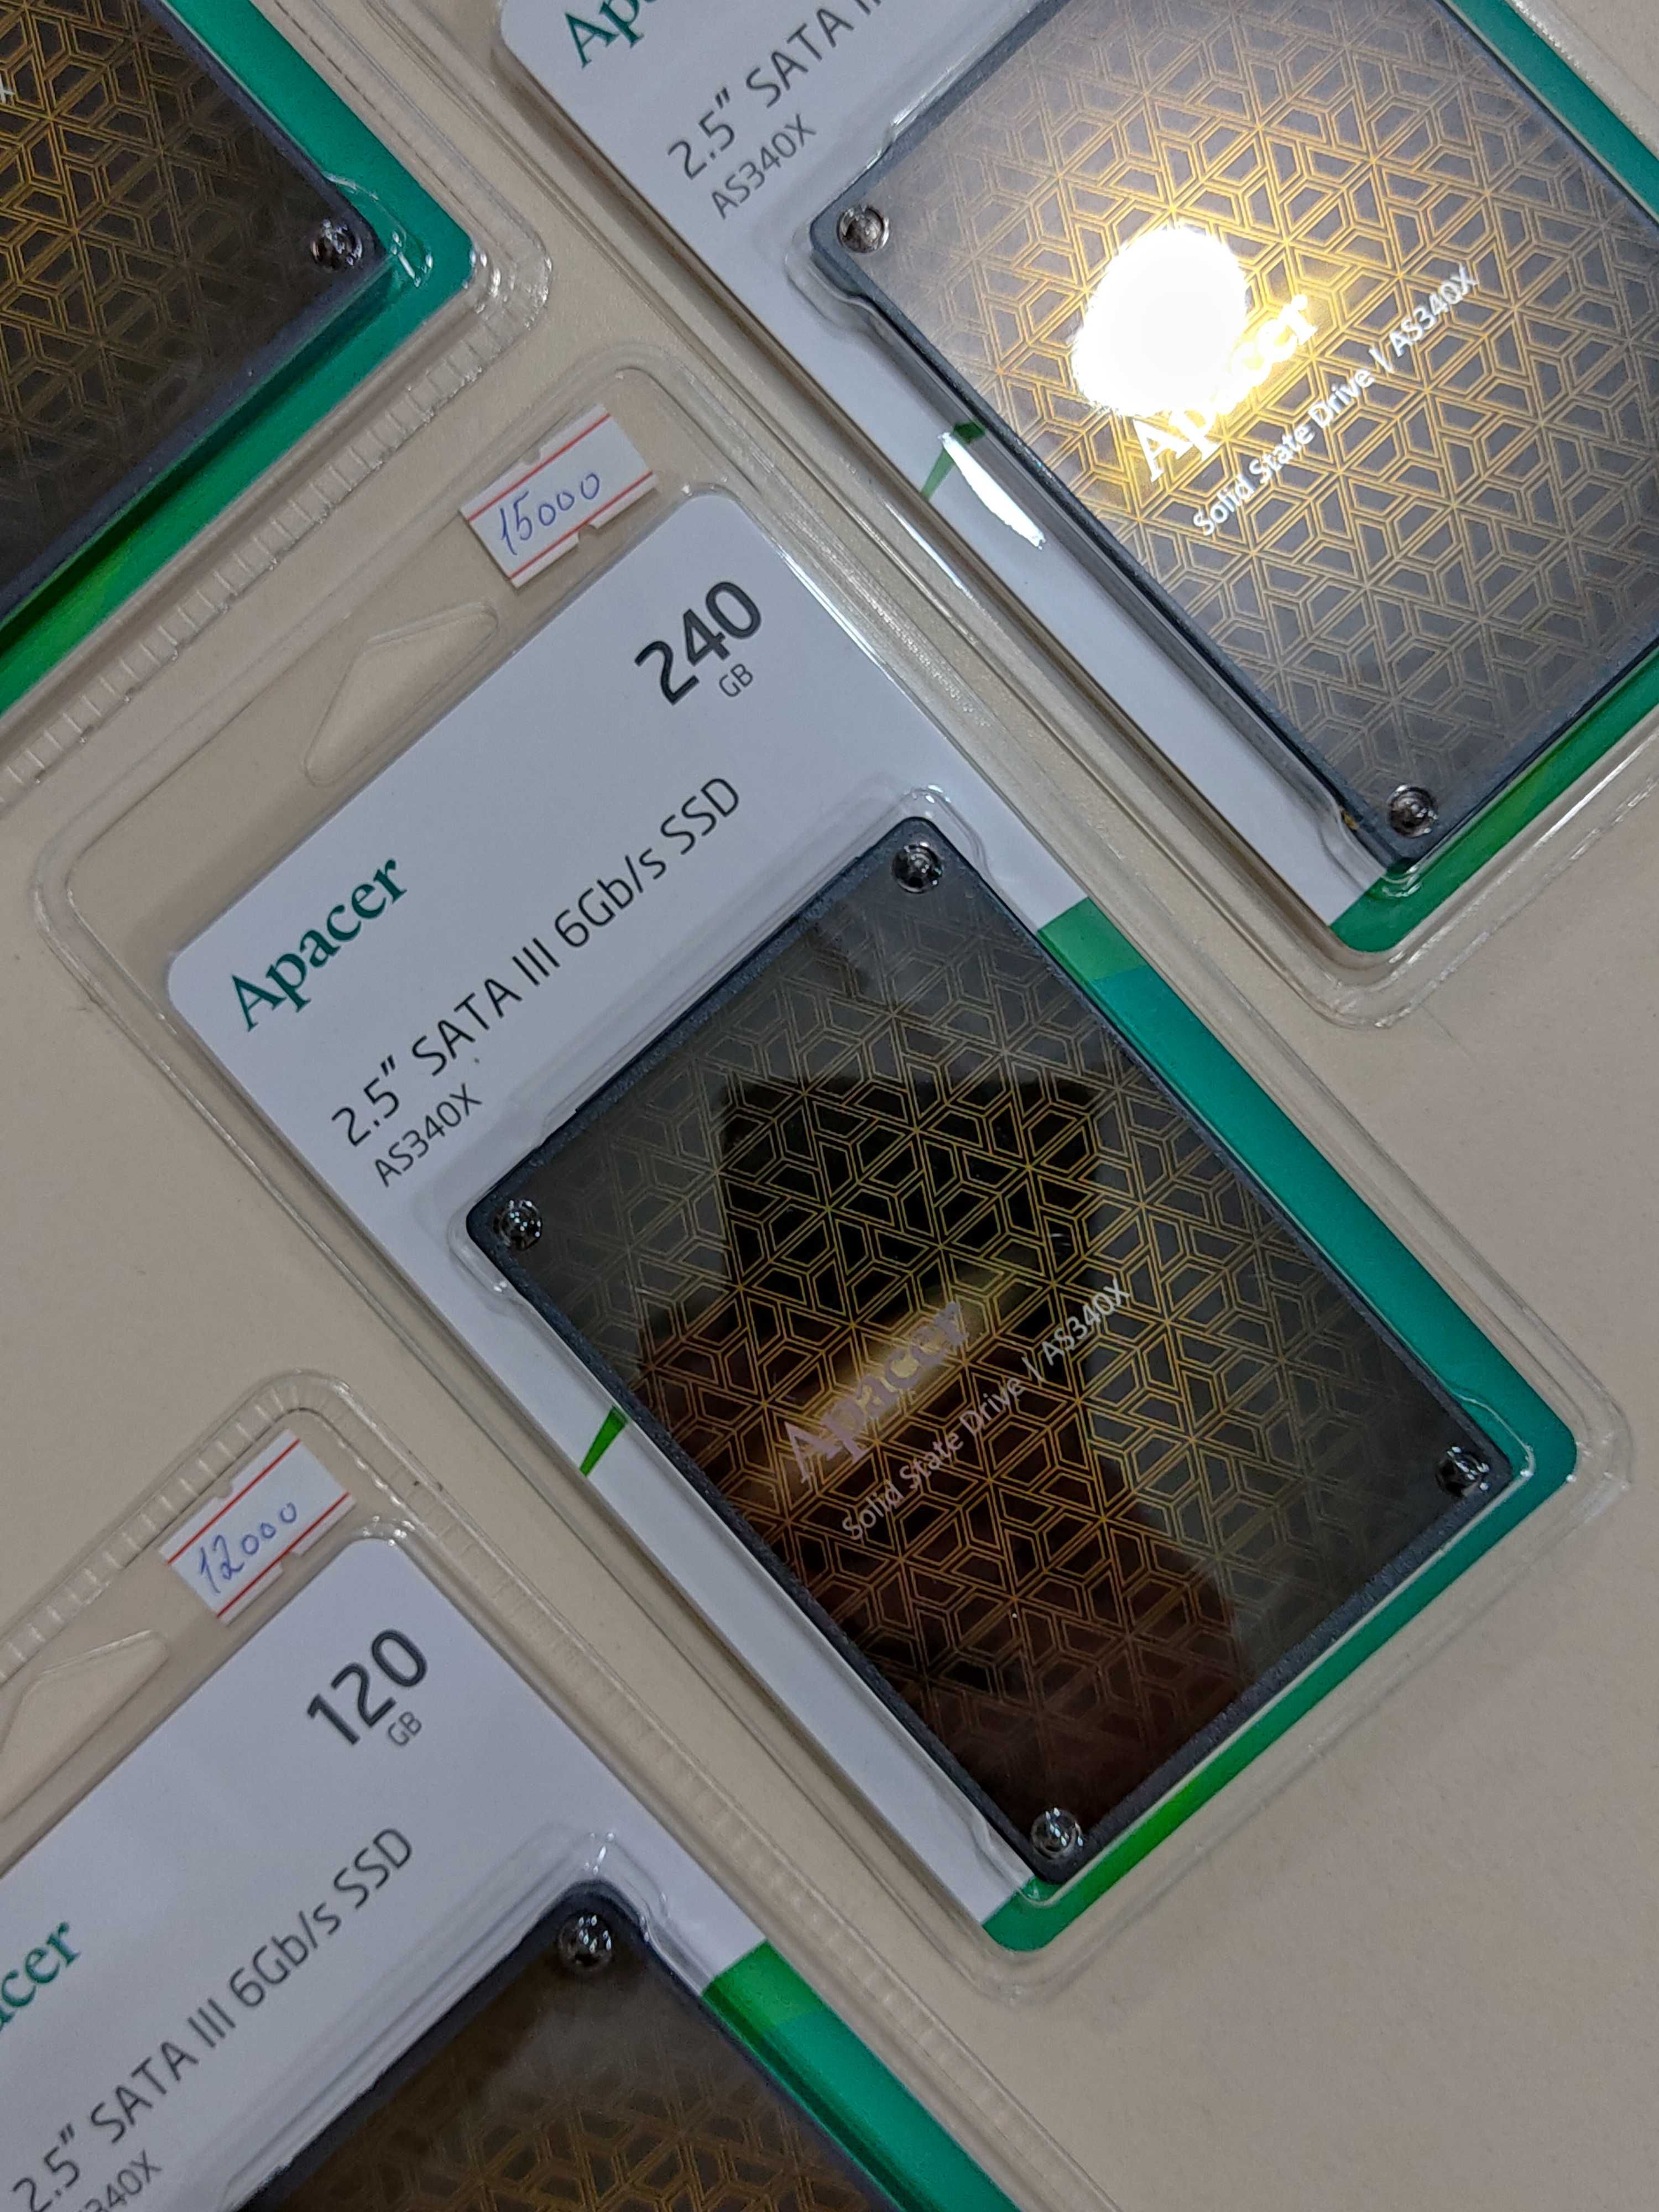 2.5" SATA
AS340X
Apacer
Solid State Drive | AS340X
15000
240
GB
Apacer
2.5" SATA III 6Gb/s SSD
AS340X
Apacer
Solid State Drive | AS340X
12000
120
GB
2.5" SATA III 6Gb/s SSD